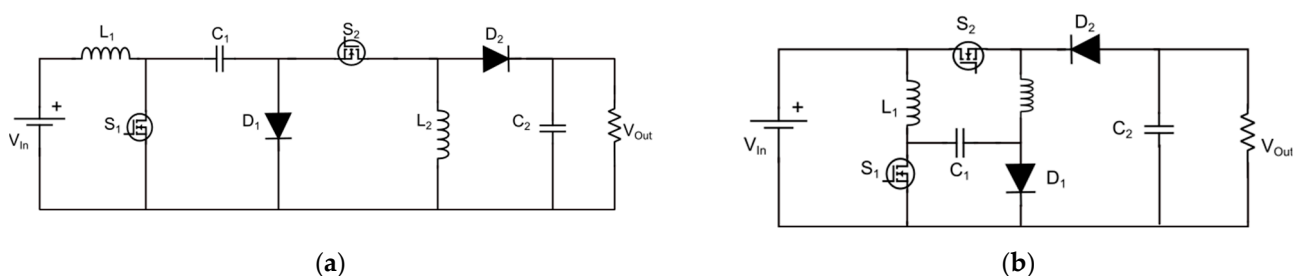 L1 C1 S2 D2
+
VIn S1 D1 L2 C2 VOut
(a)
S2 D2
+
L1
VIn C2 VOut
S1 C1 D1
(b)